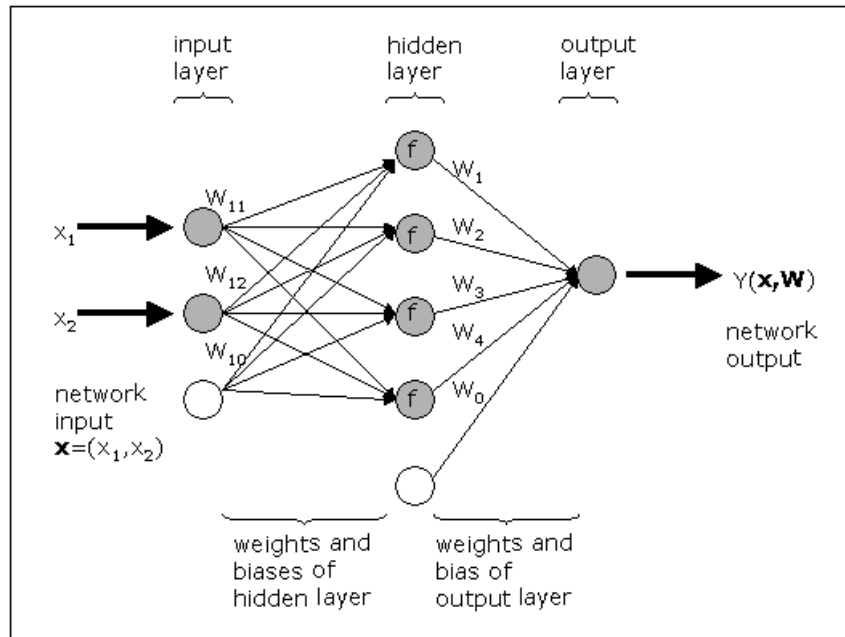 input
layer
hidden
layer
output
layer
f
W₁
W₁₁
f
W₂
x₁
W₁₂
W₃
Y(x,W)
x₂
f
W₄
network
output
W₁₀
network
input
x=(x₁,x₂)
f
W₀
weights and
biases of
hidden layer
weights and
bias of
output layer